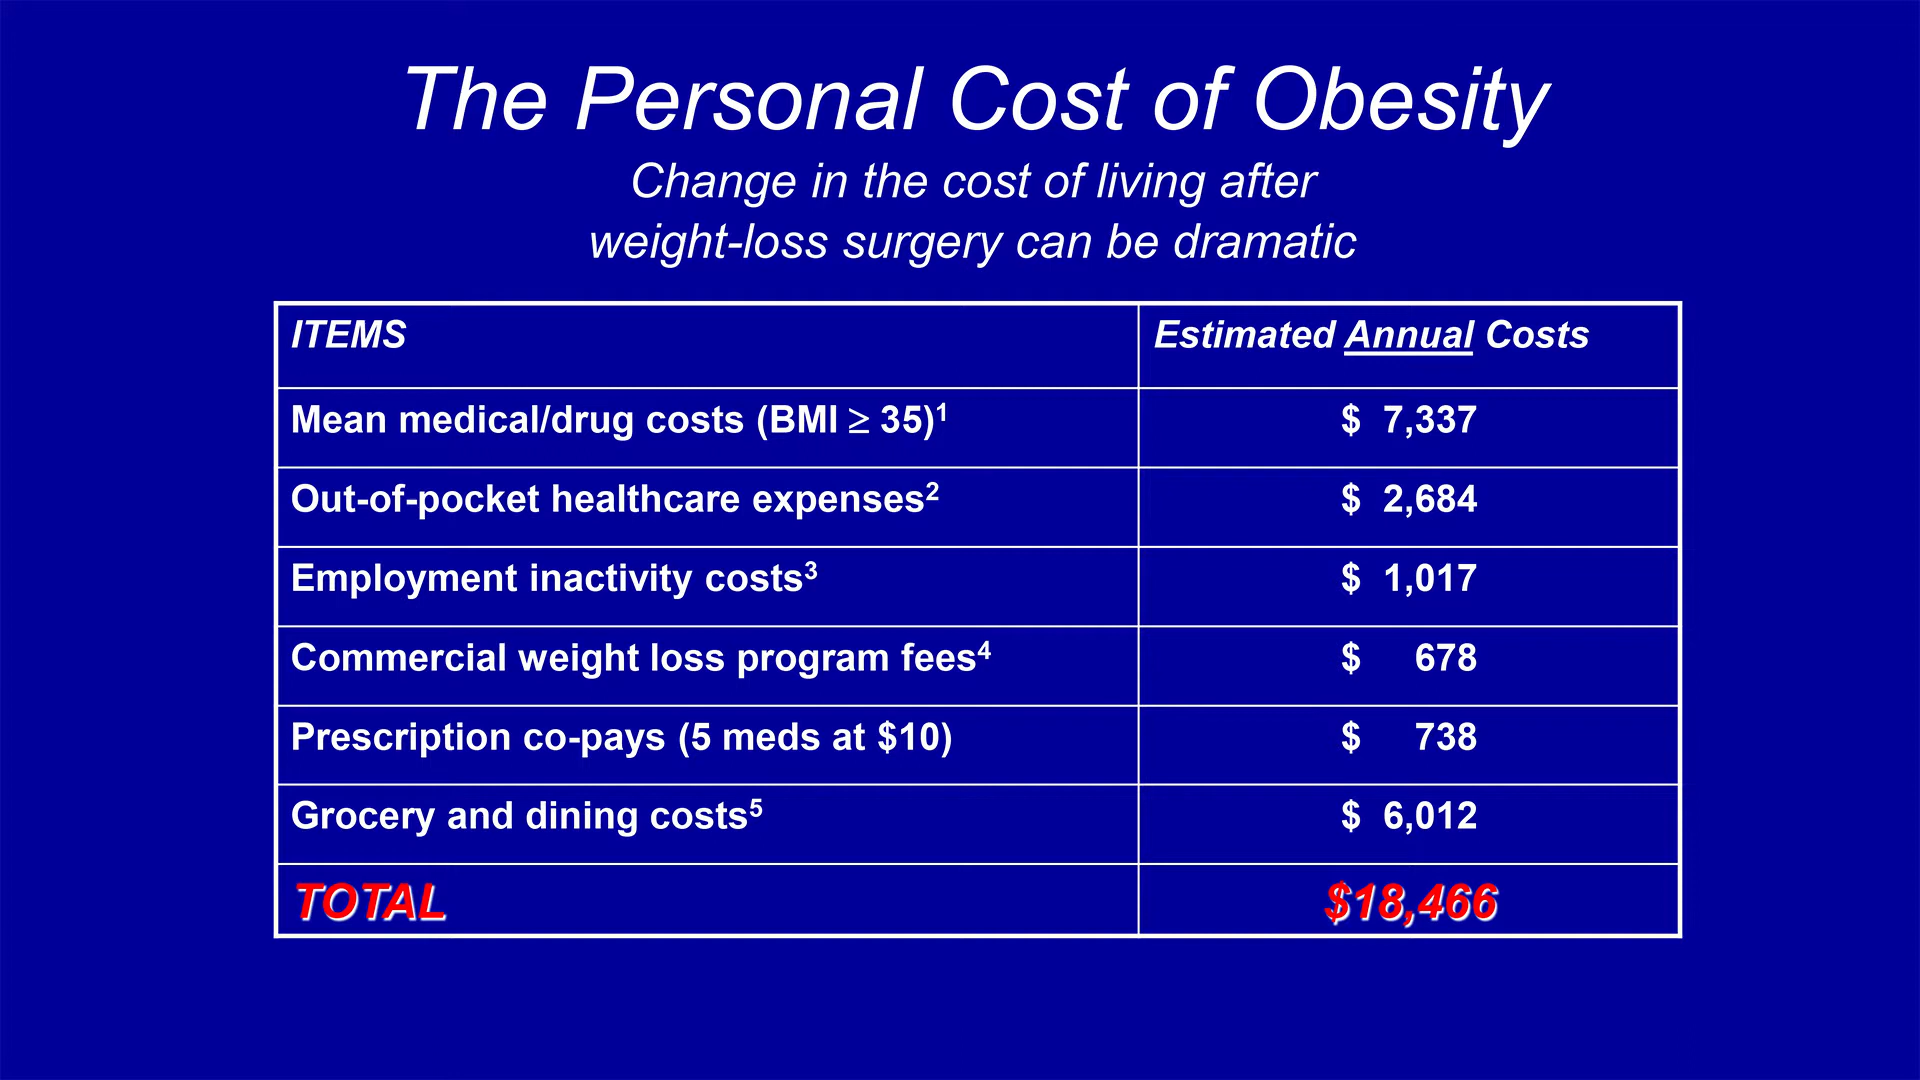 The Personal Cost of Obesity
Change in the cost of living after
weight-loss surgery can be dramatic
ITEMS Estimated Annual Costs
Mean medical/drug costs (BMI ≥ 35)¹ $ 7,337
Out-of-pocket healthcare expenses² $ 2,684
Employment inactivity costs³ $ 1,017
Commercial weight loss program fees⁴ $ 678
Prescription co-pays (5 meds at $10) $ 738
Grocery and dining costs⁵ $ 6,012
TOTAL $18,466